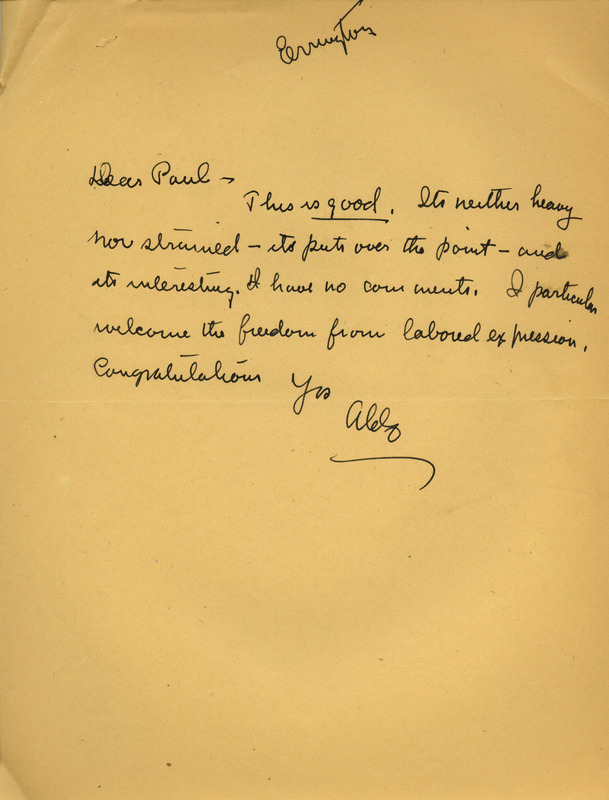 Errington
Dear Paul –
This is good. Its neither heavy
nor strained – its puts over the point – and
its interesting. I have no comments. I particular
welcome the freedom from labored expression.
Congratulations Yrs
Aldo